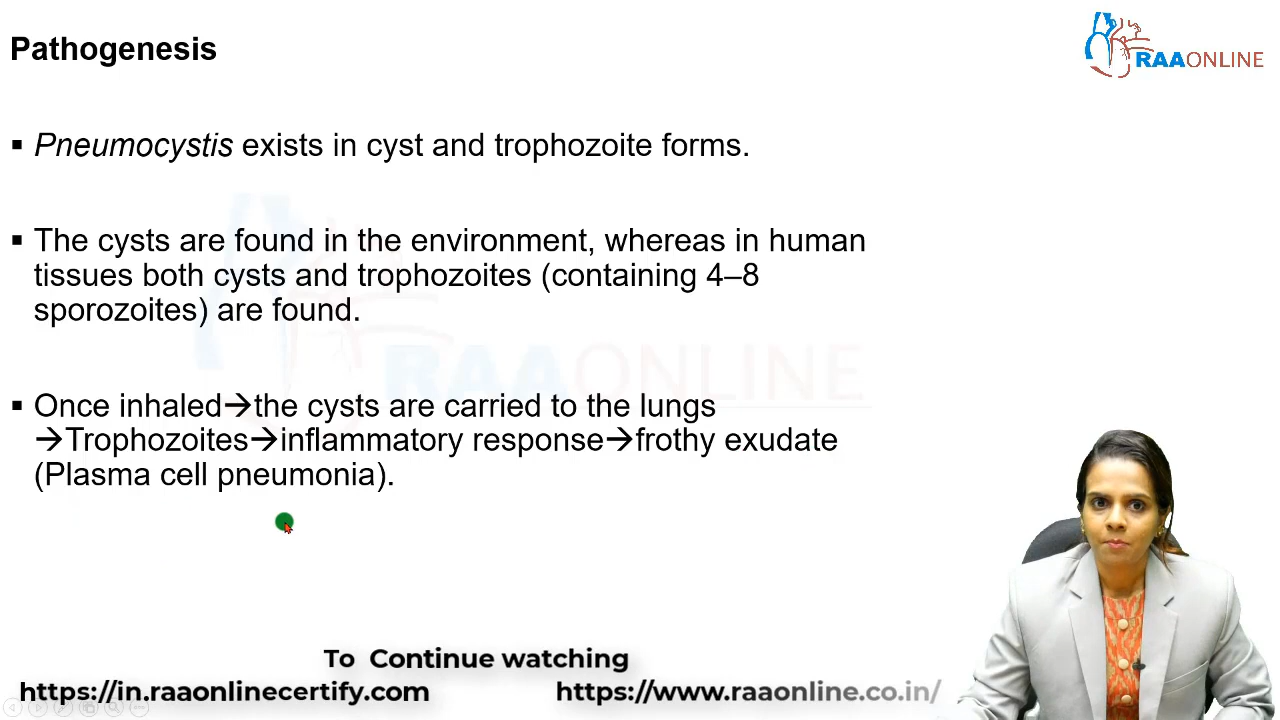 Pathogenesis
RAAONLINE
▪ Pneumocystis exists in cyst and trophozoite forms.
▪ The cysts are found in the environment, whereas in human
tissues both cysts and trophozoites (containing 4–8
sporozoites) are found.
RAAONLINE
▪ Once inhaled→the cysts are carried to the lungs
→Trophozoites→inflammatory response→frothy exudate
(Plasma cell pneumonia).
To Continue watching
https://in.raaonlinecertify.com https://www.raaonline.co.in/